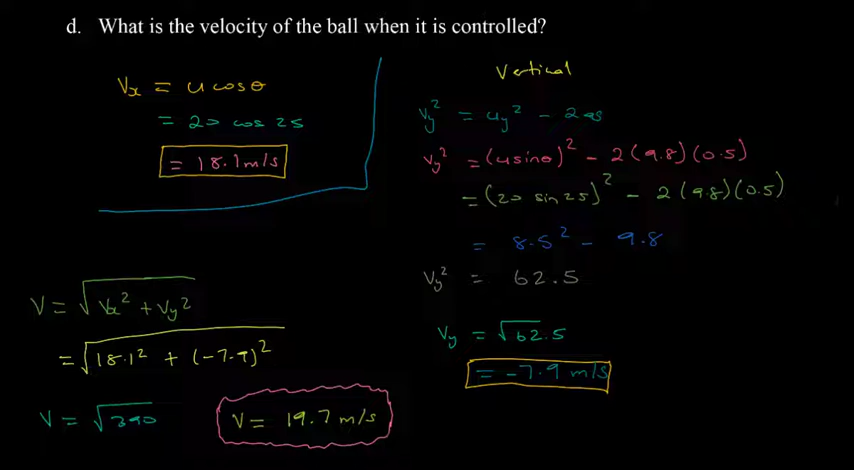 d. What is the velocity of the ball when it is controlled?
Vx = u cos θ
= 20 cos 25
= 18.1 m/s
Vertical
Vy² = uy² - 2as
Vy² = (u sin θ)² - 2(9.8)(0.5)
= (20 sin 25)² - 2(9.8)(0.5)
= 8.5² - 9.8
Vy² = 62.5
Vy = √62.5
= -7.9 m/s
V = √Vx² + Vy²
= √18.1² + (-7.9)²
V = √390
V = 19.7 m/s